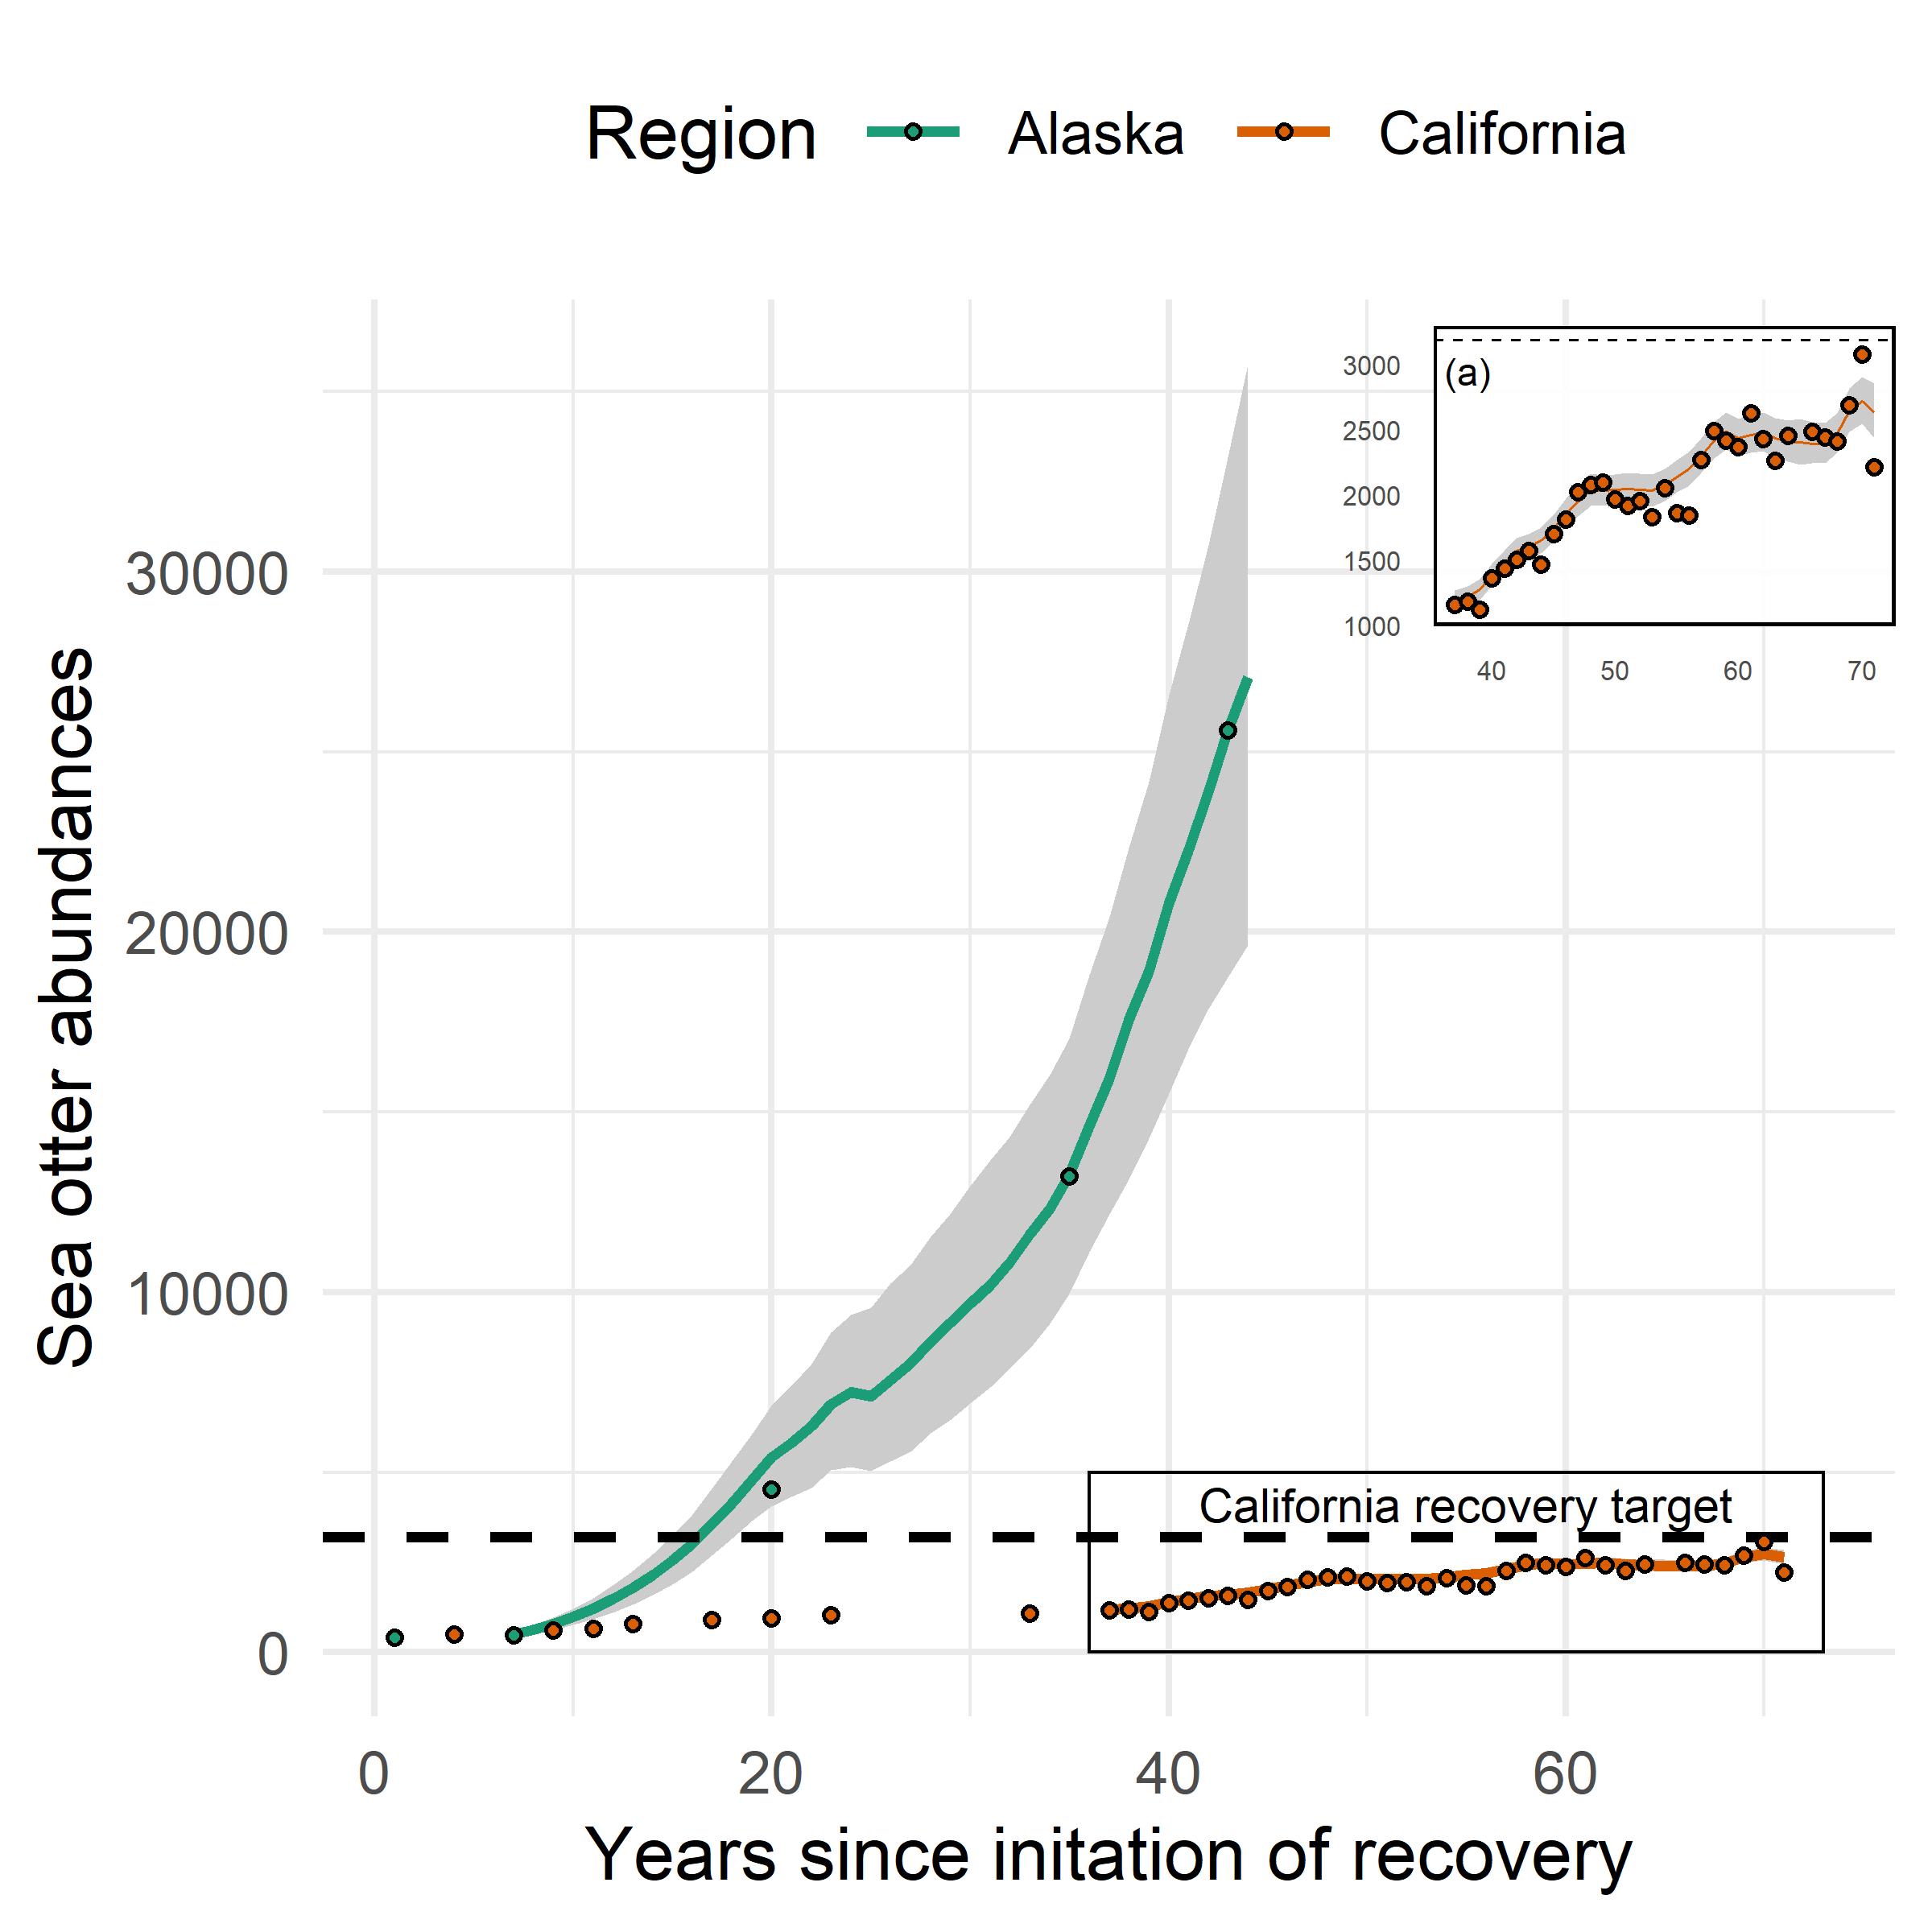 Region Alaska California
3000
(a)
2500
2000
1500
1000
40 50 60 70
Sea otter abundances
30000
20000
10000
0
California recovery target
0 20 40 60
Years since initation of recovery